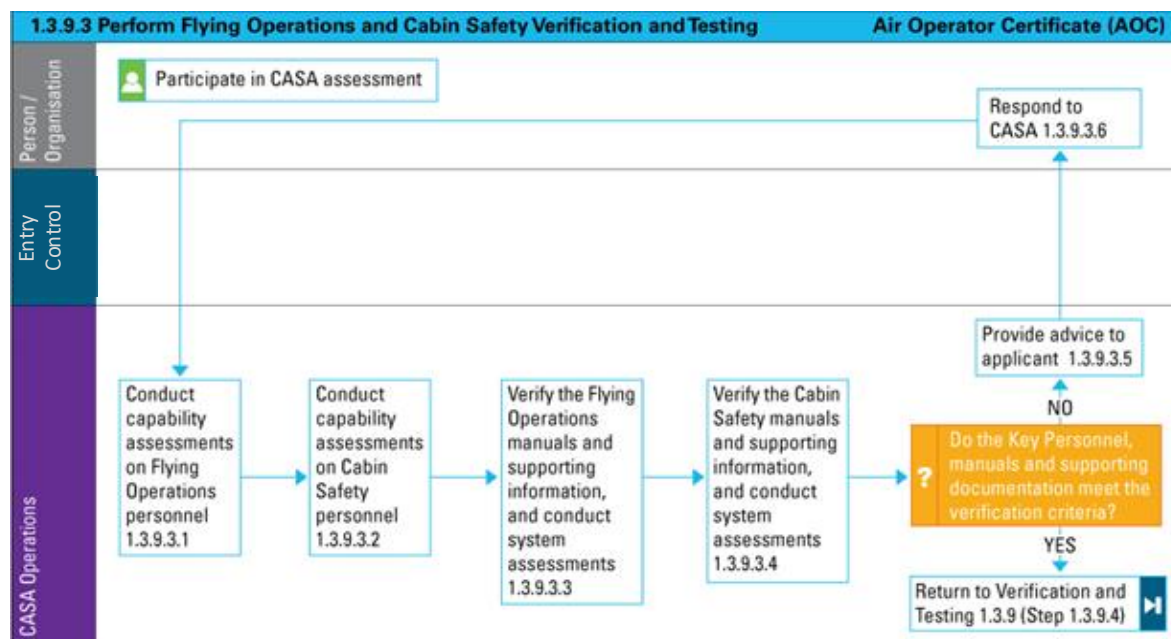 1.3.9.3 Perform Flying Operations and Cabin Safety Verification and Testing
Air Operator Certificate (AOC)
Person /
Organisation
Participate in CASA assessment
Respond to
CASA 1.3.9.3.6
Entry
Control
CASA Operations
Conduct
capability
assessments
on Flying
Operations
personnel
1.3.9.3.1
Conduct
capability
assessments
on Cabin
Safety
personnel
1.3.9.3.2
Verify the Flying
Operations
manuals and
supporting
information,
and conduct
system
assessments
1.3.9.3.3
Verify the Cabin
Safety manuals
and supporting
information,
and conduct
system
assessments
1.3.9.3.4
Provide advice to
applicant 1.3.9.3.5
NO
?
Do the Key Personnel,
manuals and supporting
documentation meet the
verification criteria?
YES
Return to Verification and
Testing 1.3.9 (Step 1.3.9.4)